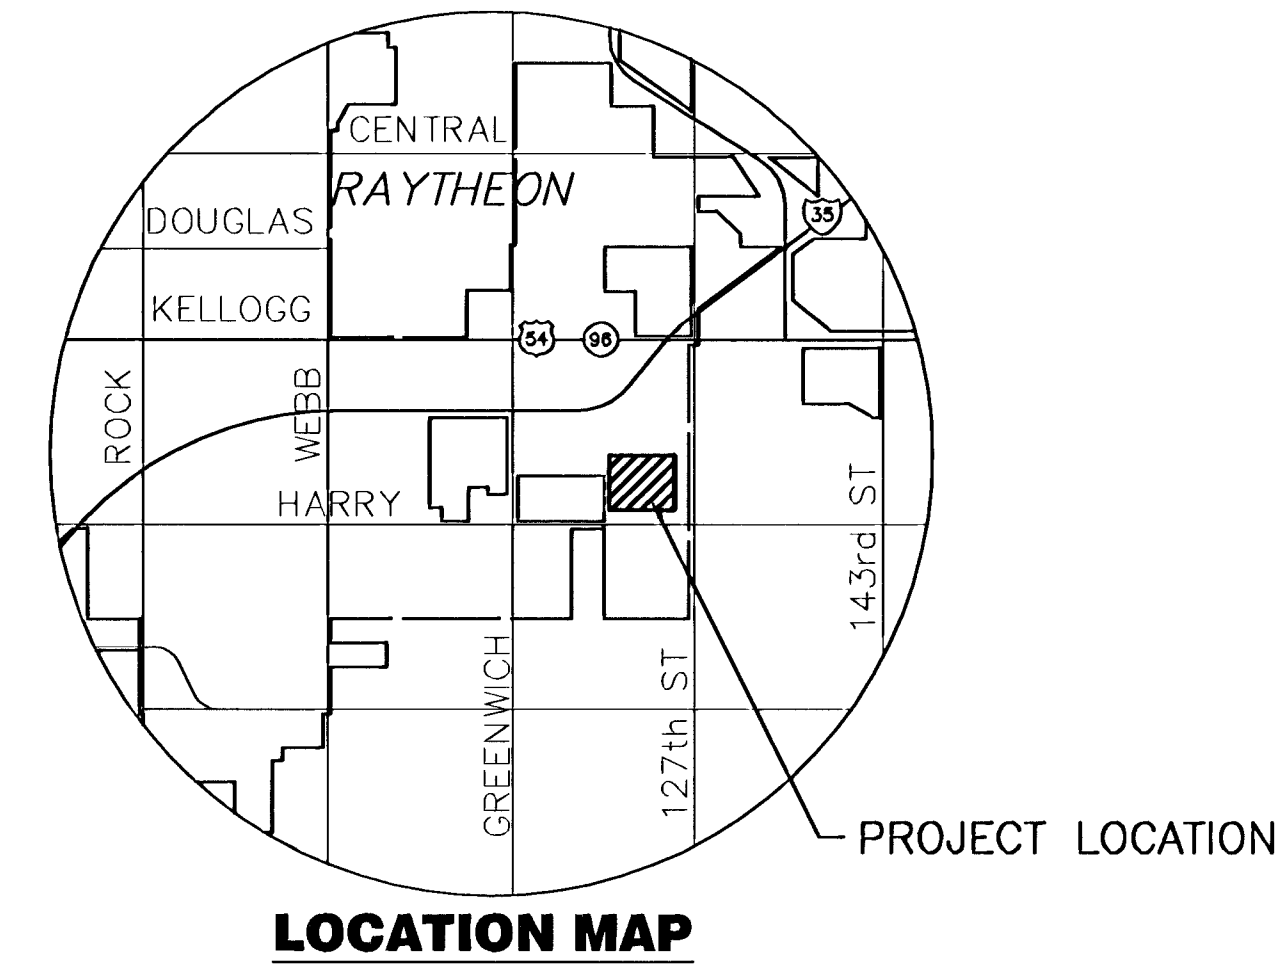 CENTRAL
RAYTHEON
DOUGLAS
35
KELLOGG
54
96
ROCK
WEBB
HARRY
143rd ST
GREENWICH
127th ST
PROJECT LOCATION
LOCATION MAP